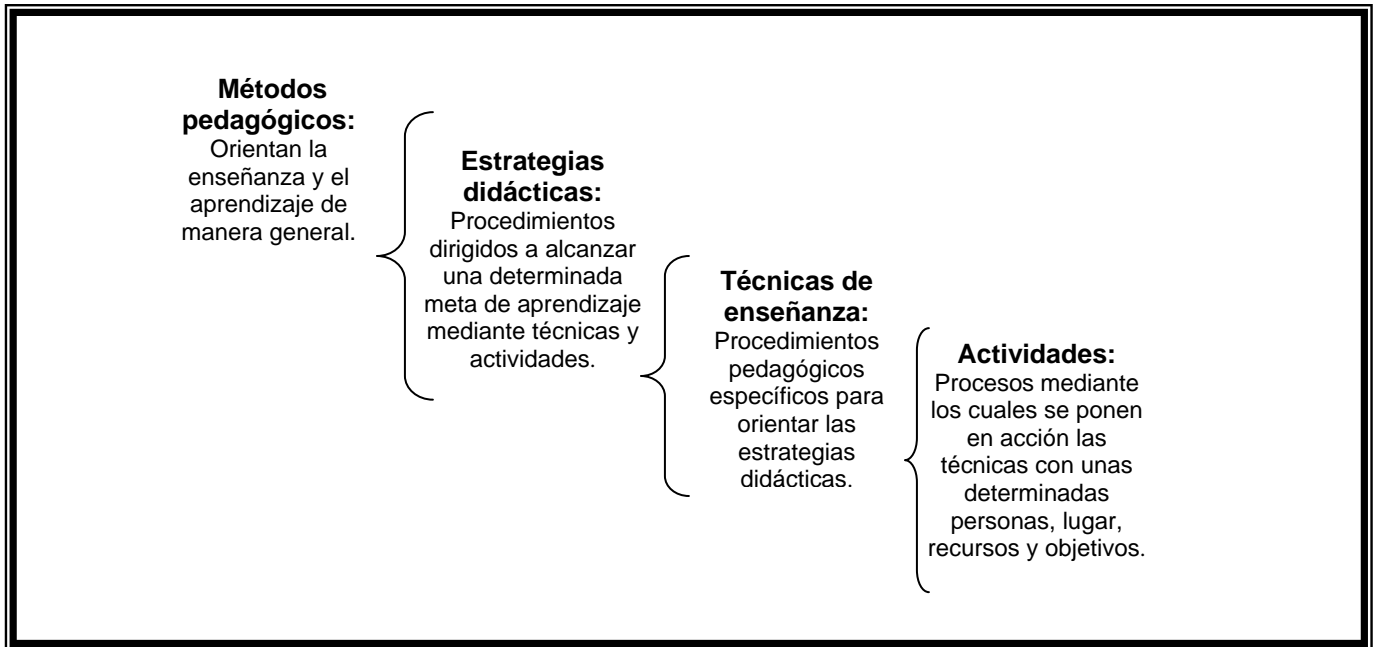 Métodos
pedagógicos:
Orientan la
enseñanza y el
aprendizaje de
manera general.
Estrategias
didácticas:
Procedimientos
dirigidos a alcanzar
una determinada
meta de aprendizaje
mediante técnicas y
actividades.
Técnicas de
enseñanza:
Procedimientos
pedagógicos
específicos para
orientar las
estrategias
didácticas.
Actividades:
Procesos mediante
los cuales se ponen
en acción las
técnicas con unas
determinadas
personas, lugar,
recursos y objetivos.